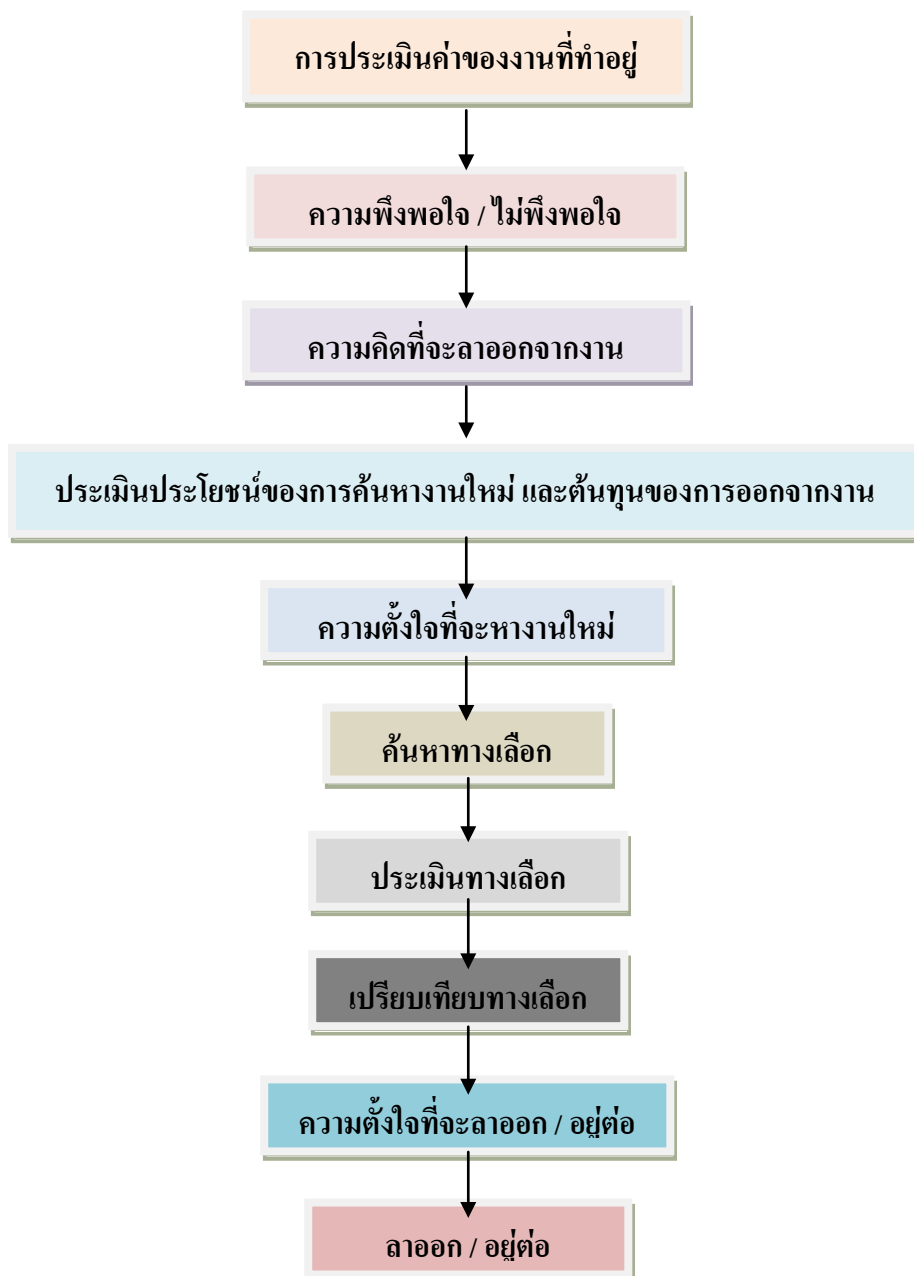 การประเมินค่าของงานที่ทำอยู่
ความพึงพอใจ / ไม่พึงพอใจ
ความคิดที่จะลาออกจากงาน
ประเมินประโยชน์ของการค้นหางานใหม่ และต้นทุนของการออกจากงาน
ความตั้งใจที่จะหางานใหม่
ค้นหาทางเลือก
ประเมินทางเลือก
เปรียบเทียบทางเลือก
ความตั้งใจที่จะลาออก / อยู่ต่อ
ลาออก / อยู่ต่อ